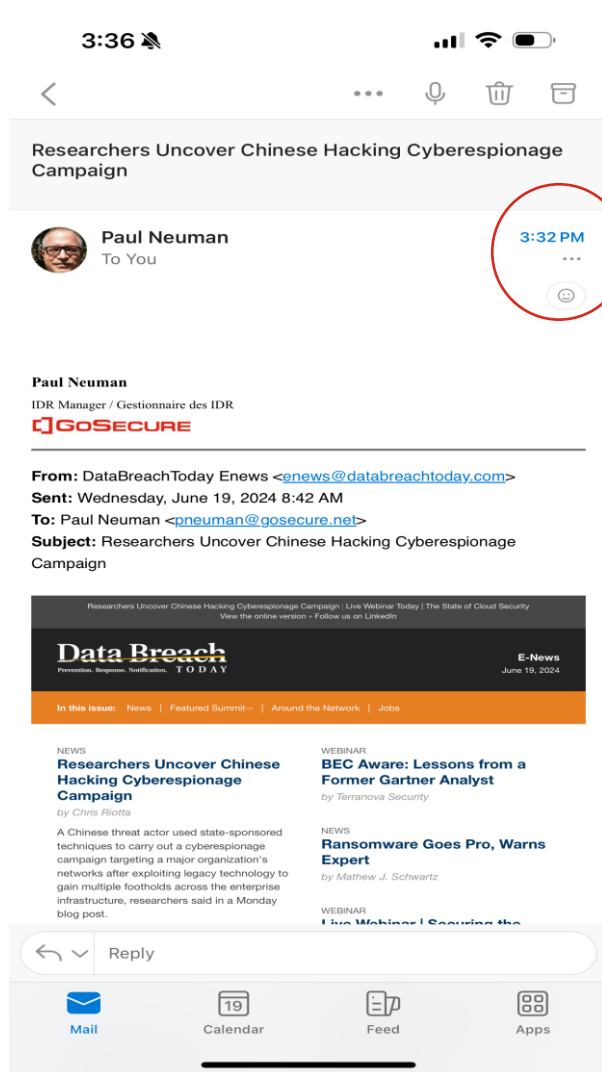 3:36
Researchers Uncover Chinese Hacking Cyberespionage
Campaign
Paul Neuman
3:32 PM
To You
Paul Neuman
IDR Manager / Gestionnaire des IDR
GOSECURE
From: DataBreachToday Enews <enews@databreachtoday.com>
Sent: Wednesday, June 19, 2024 8:42 AM
To: Paul Neuman <pneuman@gosecure.net>
Subject: Researchers Uncover Chinese Hacking Cyberespionage
Campaign
Researchers Uncover Chinese Hacking Cyberespionage Campaign | Live Webinar Today | The State of Cloud Security
View the online version - Follow us on LinkedIn
Data Breach
Prevention. Response. Notification. TODAY
E-News
June 19, 2024
In this issue: News | Featured Summit-- | Around the Network | Jobs
NEWS
Researchers Uncover Chinese
Hacking Cyberespionage
Campaign
by Chris Riotta
A Chinese threat actor used state-sponsored
techniques to carry out a cyberespionage
campaign targeting a major organization's
networks after exploiting legacy technology to
gain multiple footholds across the enterprise
infrastructure, researchers said in a Monday
blog post.
WEBINAR
BEC Aware: Lessons from a
Former Gartner Analyst
by Terranova Security
NEWS
Ransomware Goes Pro, Warns
Expert
by Mathew J. Schwartz
WEBINAR
Live Webinar | Securing the
Reply
19
Mail
Calendar
Feed
Apps